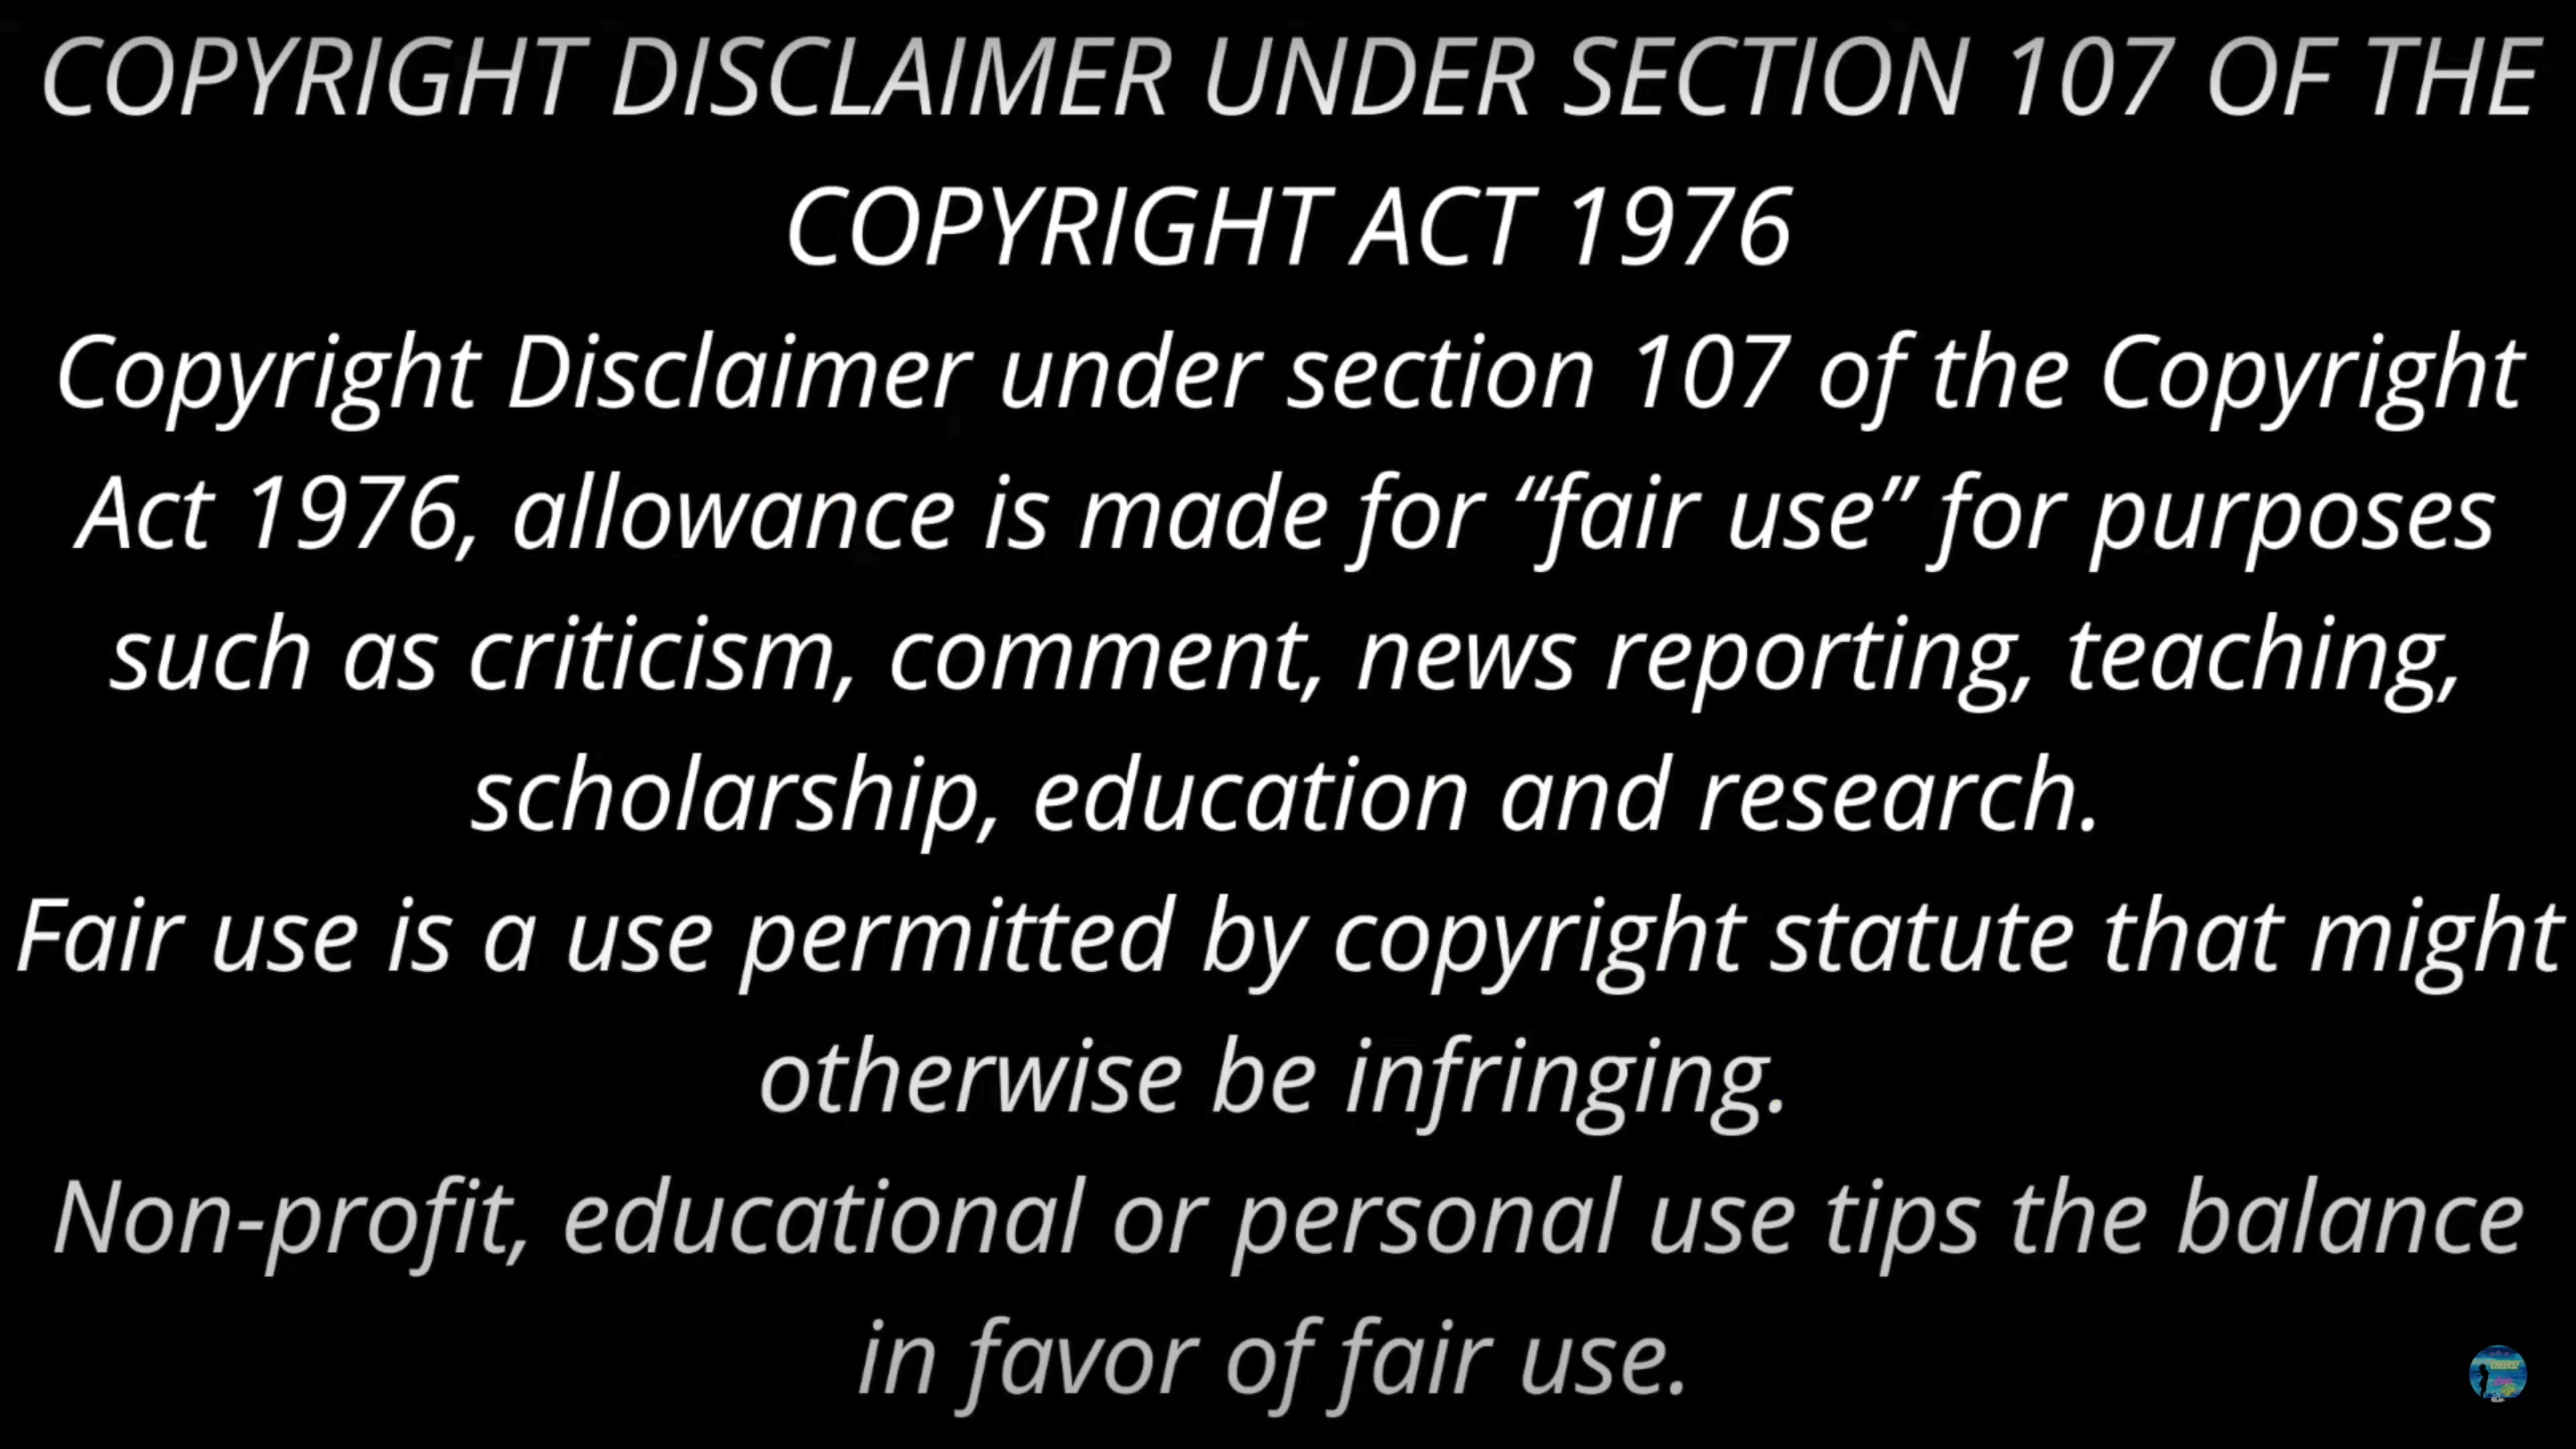 COPYRIGHT DISCLAIMER UNDER SECTION 107 OF THE
COPYRIGHT ACT 1976
Copyright Disclaimer under section 107 of the Copyright
Act 1976, allowance is made for “fair use” for purposes
such as criticism, comment, news reporting, teaching,
scholarship, education and research.
Fair use is a use permitted by copyright statute that might
otherwise be infringing.
Non-profit, educational or personal use tips the balance
in favor of fair use.
CHEERS!